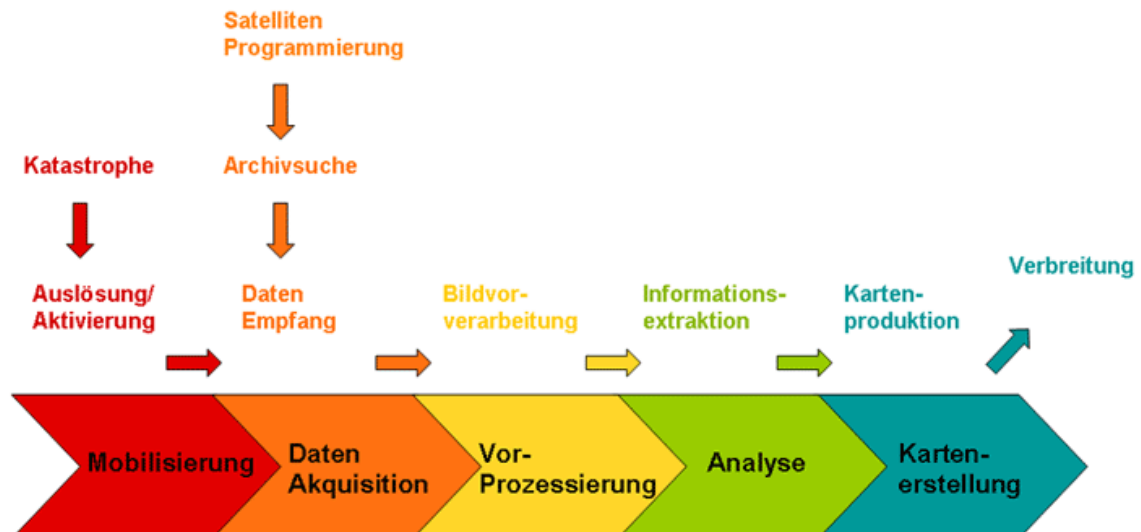 Satelliten
Programmierung
Katastrophe
Archivsuche
Auslösung/
Aktivierung
Daten
Empfang
Bildvor-
verarbeitung
Informations-
extraktion
Karten-
produktion
Verbreitung
Mobilisierung
Daten
Akquisition
Vor-
Prozessierung
Analyse
Karten-
erstellung